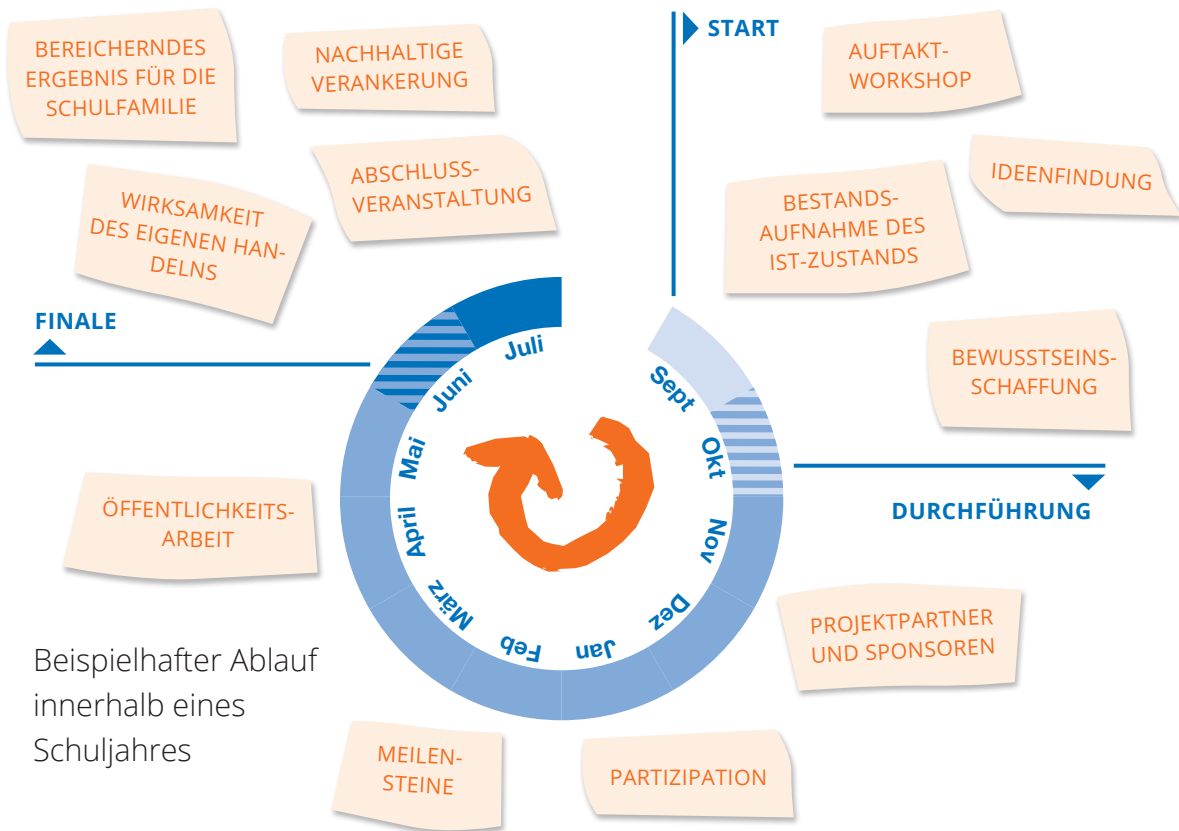 START
AUFTAKT-
WORKSHOP
IDEENFINDUNG
BESTANDS-
AUFNAHME DES
IST-ZUSTANDS
BEWUSSTSEINS-
SCHAFFUNG
DURCHFÜHRUNG
PROJEKTPARTNER
UND SPONSOREN
PARTIZIPATION
MEILEN-
STEINE
ÖFFENTLICHKEITS-
ARBEIT
FINALE
WIRKSAMKEIT
DES EIGENEN HAN-
DELNS
ABSCHLUSS-
VERANSTALTUNG
NACHHALTIGE
VERANKERUNG
BEREICHERNDES
ERGEBNIS FÜR DIE
SCHULFAMILIE
Sept
Okt
Nov
Dez
Jan
Feb
März
April
Mai
Juni
Juli
Beispielhafter Ablauf
innerhalb eines
Schuljahres